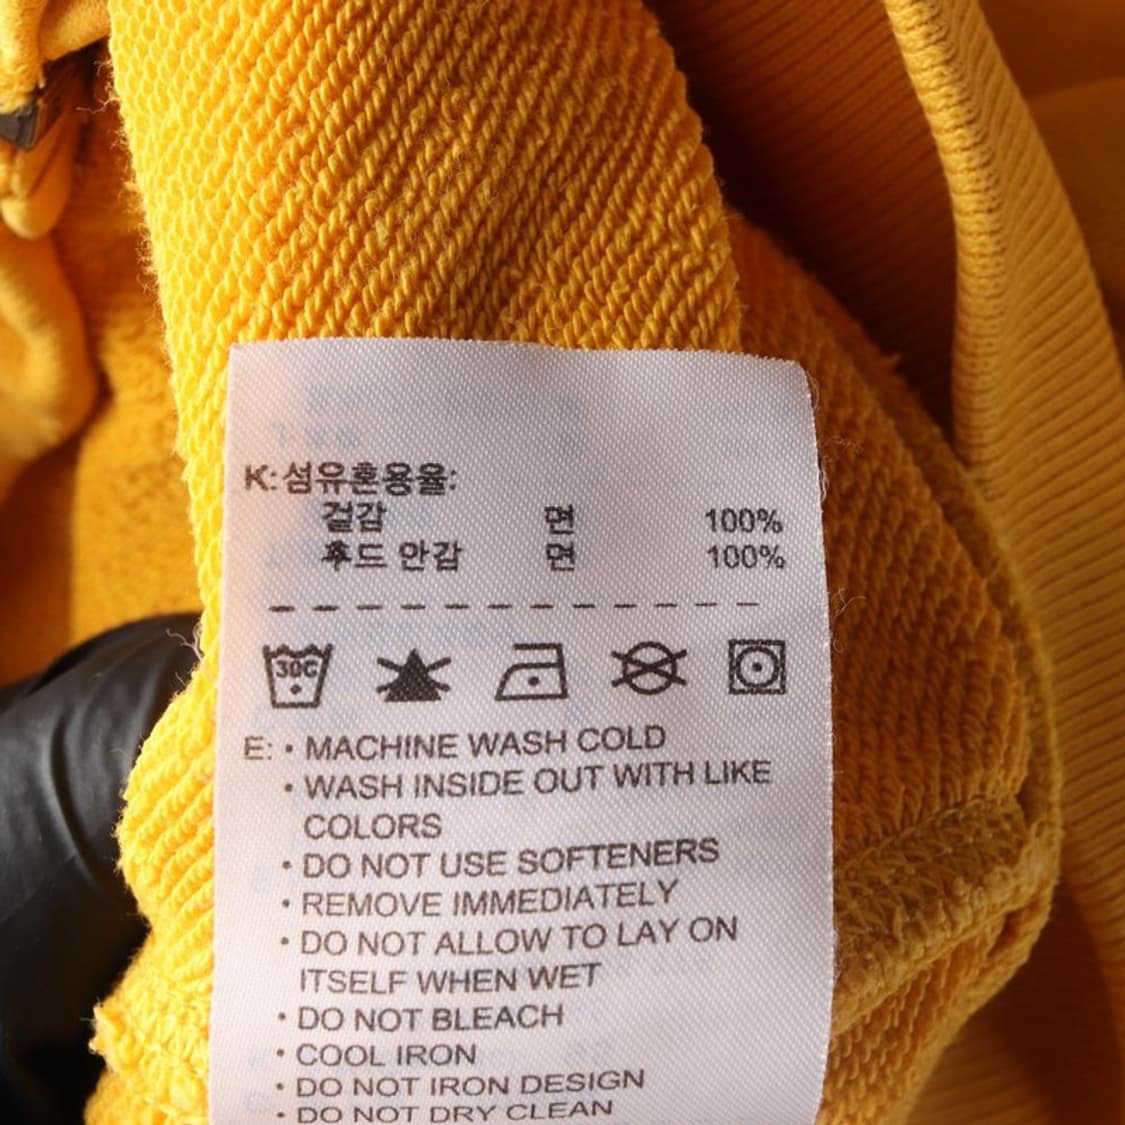 K: 섬유혼용율:
겉감 면 100%
후드 안감 면 100%
30C
E: • MACHINE WASH COLD
• WASH INSIDE OUT WITH LIKE
COLORS
• DO NOT USE SOFTENERS
• REMOVE IMMEDIATELY
• DO NOT ALLOW TO LAY ON
ITSELF WHEN WET
• DO NOT BLEACH
• COOL IRON
• DO NOT IRON DESIGN
• DO NOT DRY CLEAN